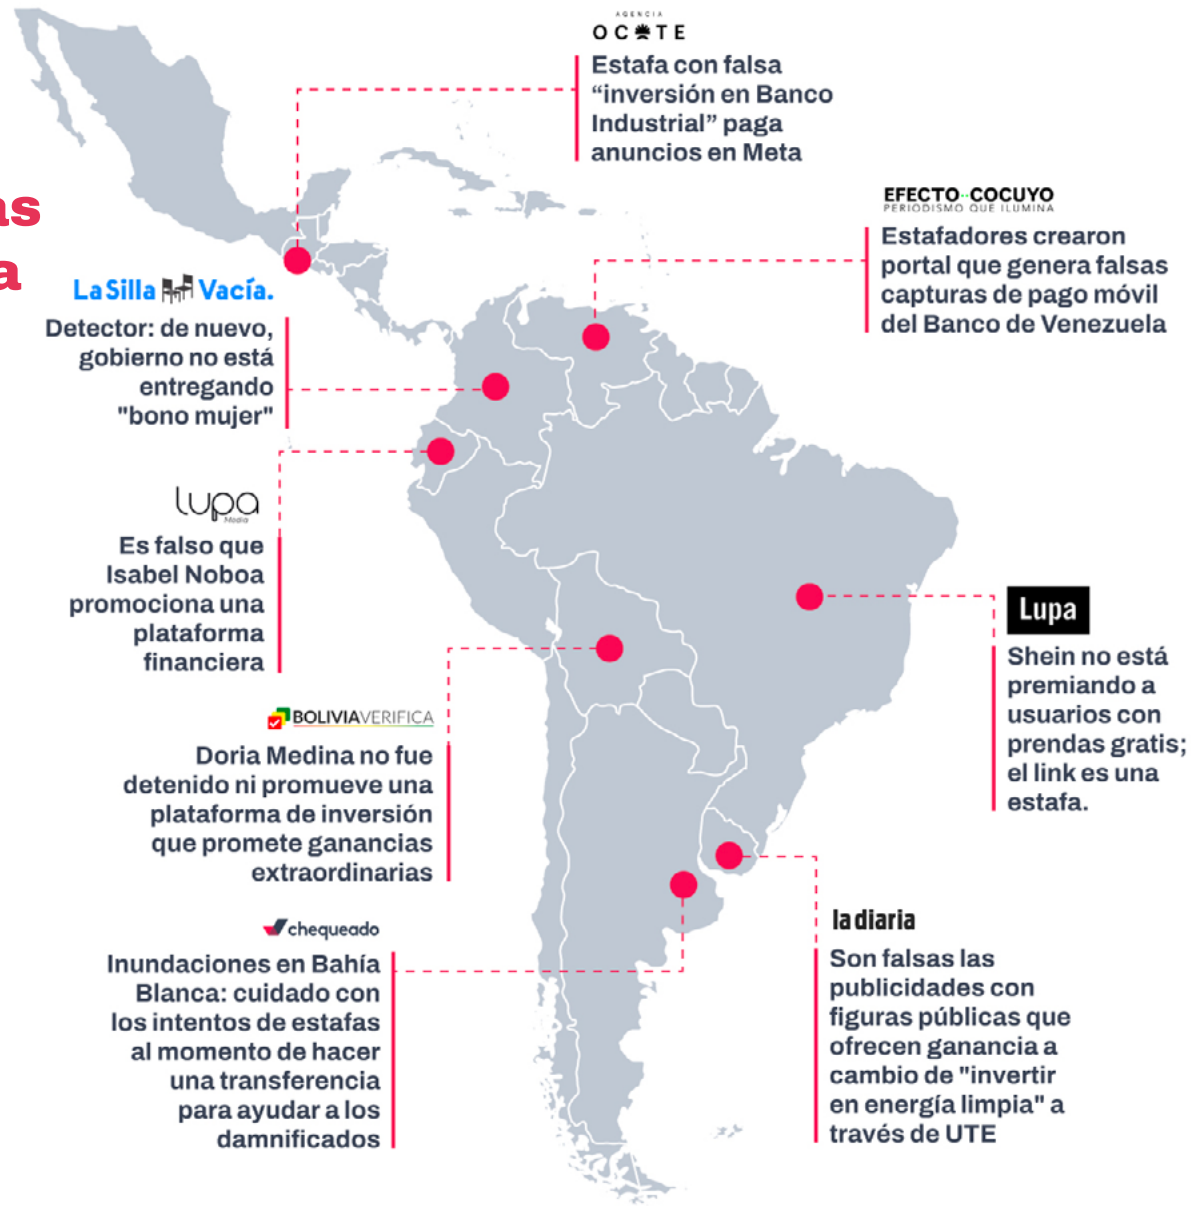 AGENCIA
OCOTE
Estafa con falsa
“inversión en Banco
Industrial” paga
anuncios en Meta
EFECTO COCUYO
PERIODISMO QUE ILUMINA
Estafadores crearon
portal que genera falsas
capturas de pago móvil
del Banco de Venezuela
as
a
La Silla Vacía.
Detector: de nuevo,
gobierno no está
entregando
"bono mujer"
lupa
Media
Es falso que
Isabel Noboa
promociona una
plataforma
financiera
Lupa
Shein no está
premiando a
usuarios con
prendas gratis;
el link es una
estafa.
BOLIVIAVERIFICA
Doria Medina no fue
detenido ni promueve una
plataforma de inversión
que promete ganancias
extraordinarias
chequeado
Inundaciones en Bahía
Blanca: cuidado con
los intentos de estafas
al momento de hacer
una transferencia
para ayudar a los
damnificados
la diaria
Son falsas las
publicidades con
figuras públicas que
ofrecen ganancia a
cambio de "invertir
en energía limpia" a
través de UTE